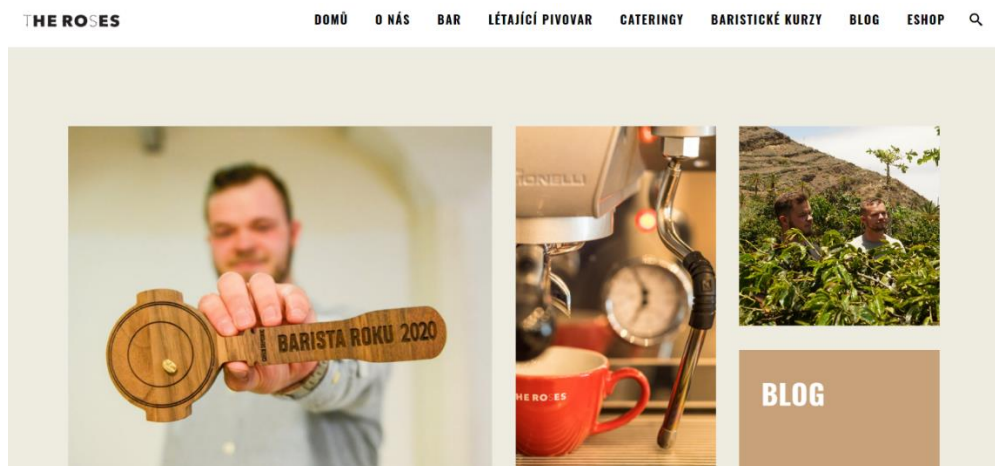 THE ROSES
DOMŮ O NÁS BAR LÉTAJÍCÍ PIVOVAR CATERINGY BARISTICKÉ KURZY BLOG ESHOP
BARISTA ROKU 2020
HE ROSES
BLOG